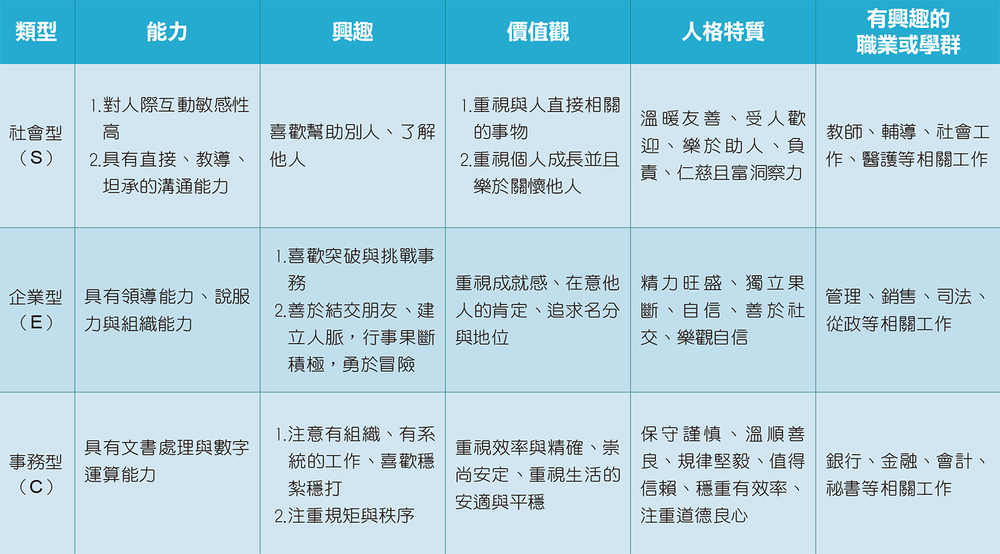 類型
能力
興趣
價值觀
人格特質
有興趣的
職業或學群
社會型
（S）
1.對人際互動敏感性
高
2.具有直接、教導、
坦承的溝通能力
喜歡幫助別人、了解
他人
1.重視與人直接相關
的事物
2.重視個人成長並且
樂於關懷他人
溫暖友善、受人歡
迎、樂於助人、負
責、仁慈且富洞察力
教師、輔導、社會工
作、醫護等相關工作
企業型
（E）
具有領導能力、說服
力與組織能力
1.喜歡突破與挑戰事
務
2.善於結交朋友、建
立人脈，行事果斷
積極，勇於冒險
重視成就感、在意他
人的肯定、追求名分
與地位
精力旺盛、獨立果
斷、自信、善於社
交、樂觀自信
管理、銷售、司法、
從政等相關工作
事務型
（C）
具有文書處理與數字
運算能力
1.注意有組織、有系
統的工作、喜歡穩
紮穩打
2.注重規矩與秩序
重視效率與精確、崇
尚安定、重視生活的
安適與平穩
保守謹慎、溫順善
良、規律堅毅、值得
信賴、穩重有效率、
注重道德良心
銀行、金融、會計、
祕書等相關工作